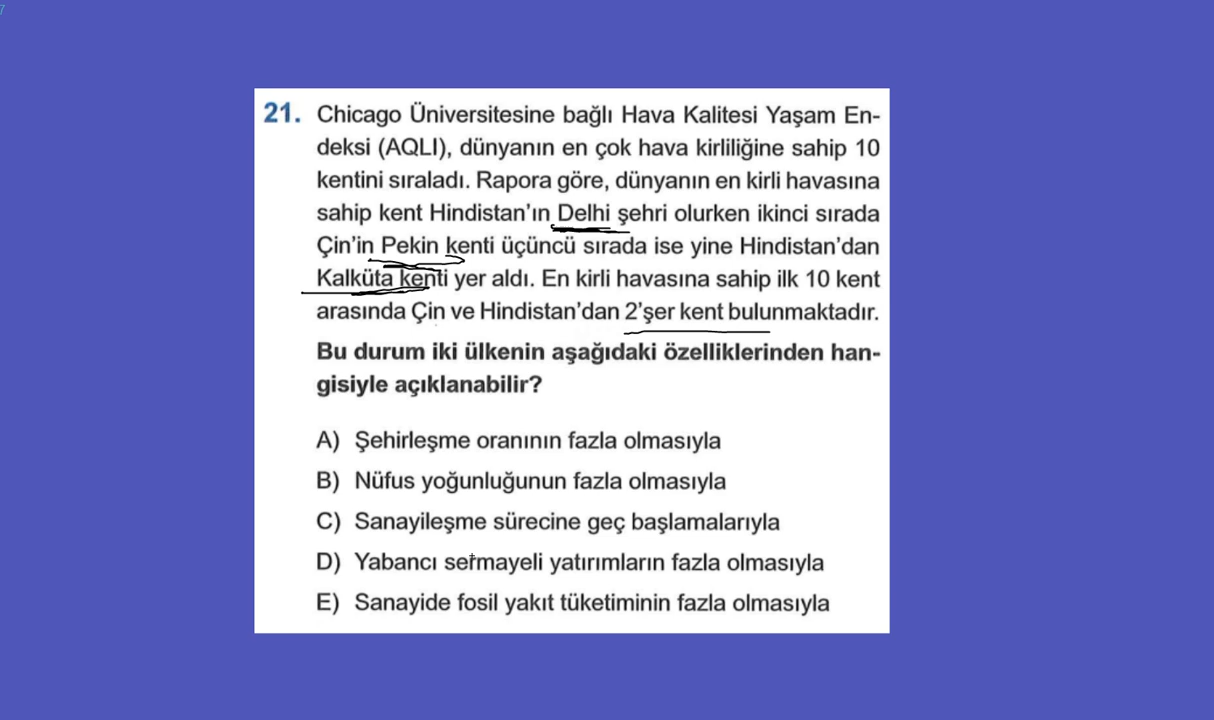 7
21. Chicago Üniversitesine bağlı Hava Kalitesi Yaşam En-
deksi (AQLI), dünyanın en çok hava kirliliğine sahip 10
kentini sıraladı. Rapora göre, dünyanın en kirli havasına
sahip kent Hindistan’ın Delhi şehri olurken ikinci sırada
Çin’in Pekin kenti üçüncü sırada ise yine Hindistan’dan
Kalküta kenti yer aldı. En kirli havasına sahip ilk 10 kent
arasında Çin ve Hindistan’dan 2’şer kent bulunmaktadır.
Bu durum iki ülkenin aşağıdaki özelliklerinden han-
gisiyle açıklanabilir?
A) Şehirleşme oranının fazla olmasıyla
B) Nüfus yoğunluğunun fazla olmasıyla
C) Sanayileşme sürecine geç başlamalarıyla
D) Yabancı sermayeli yatırımların fazla olmasıyla
E) Sanayide fosil yakıt tüketiminin fazla olmasıyla